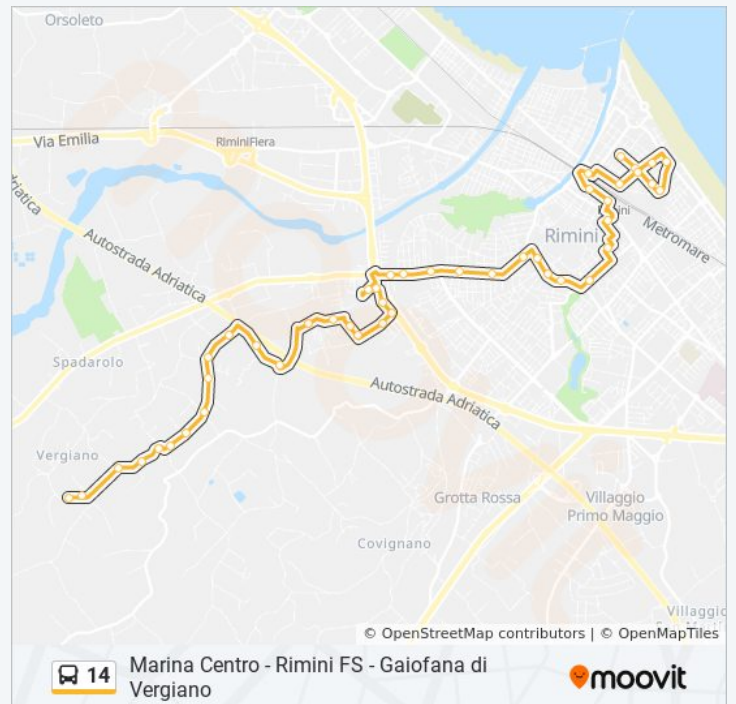 Orsoleto
Via Emilia
RiminiFiera
Autostrada Adriatica
Rimini
Metromare
Spadarolo
Autostrada Adriatica
Vergiano
Grotta Rossa
Villaggio
Primo Maggio
Covignano
Villaggio
© OpenStreetMap contributors | © OpenMapTiles
14
Marina Centro - Rimini FS - Gaiofana di
Vergiano
moovit